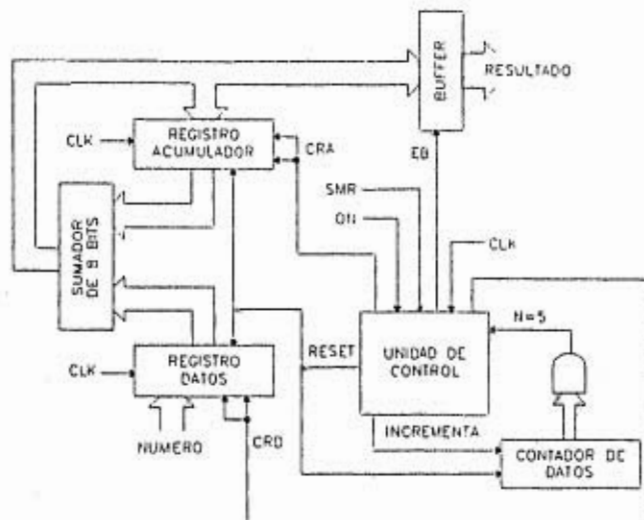 BUFFER
RESULTADO
CLK
REGISTRO
ACUMULADOR
CRA
EB
SMR
ON
CLK
SUMADOR
DE 8 BITS
N=5
CLK
REGISTRO
DATOS
RESET
UNIDAD DE
CONTROL
NUMERO
CRD
INCREMENTA
CONTADOR DE
DATOS